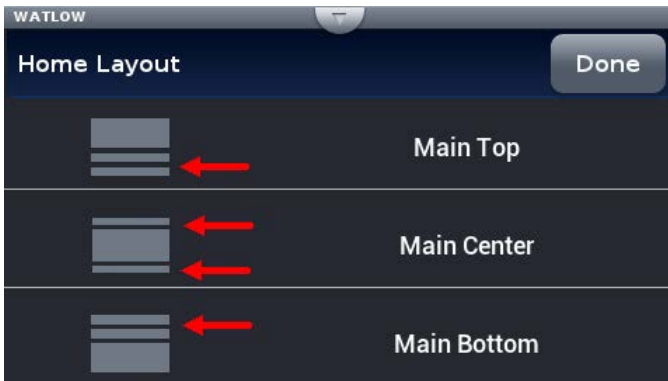 WATLOW
Home Layout
Done
Main Top
Main Center
Main Bottom